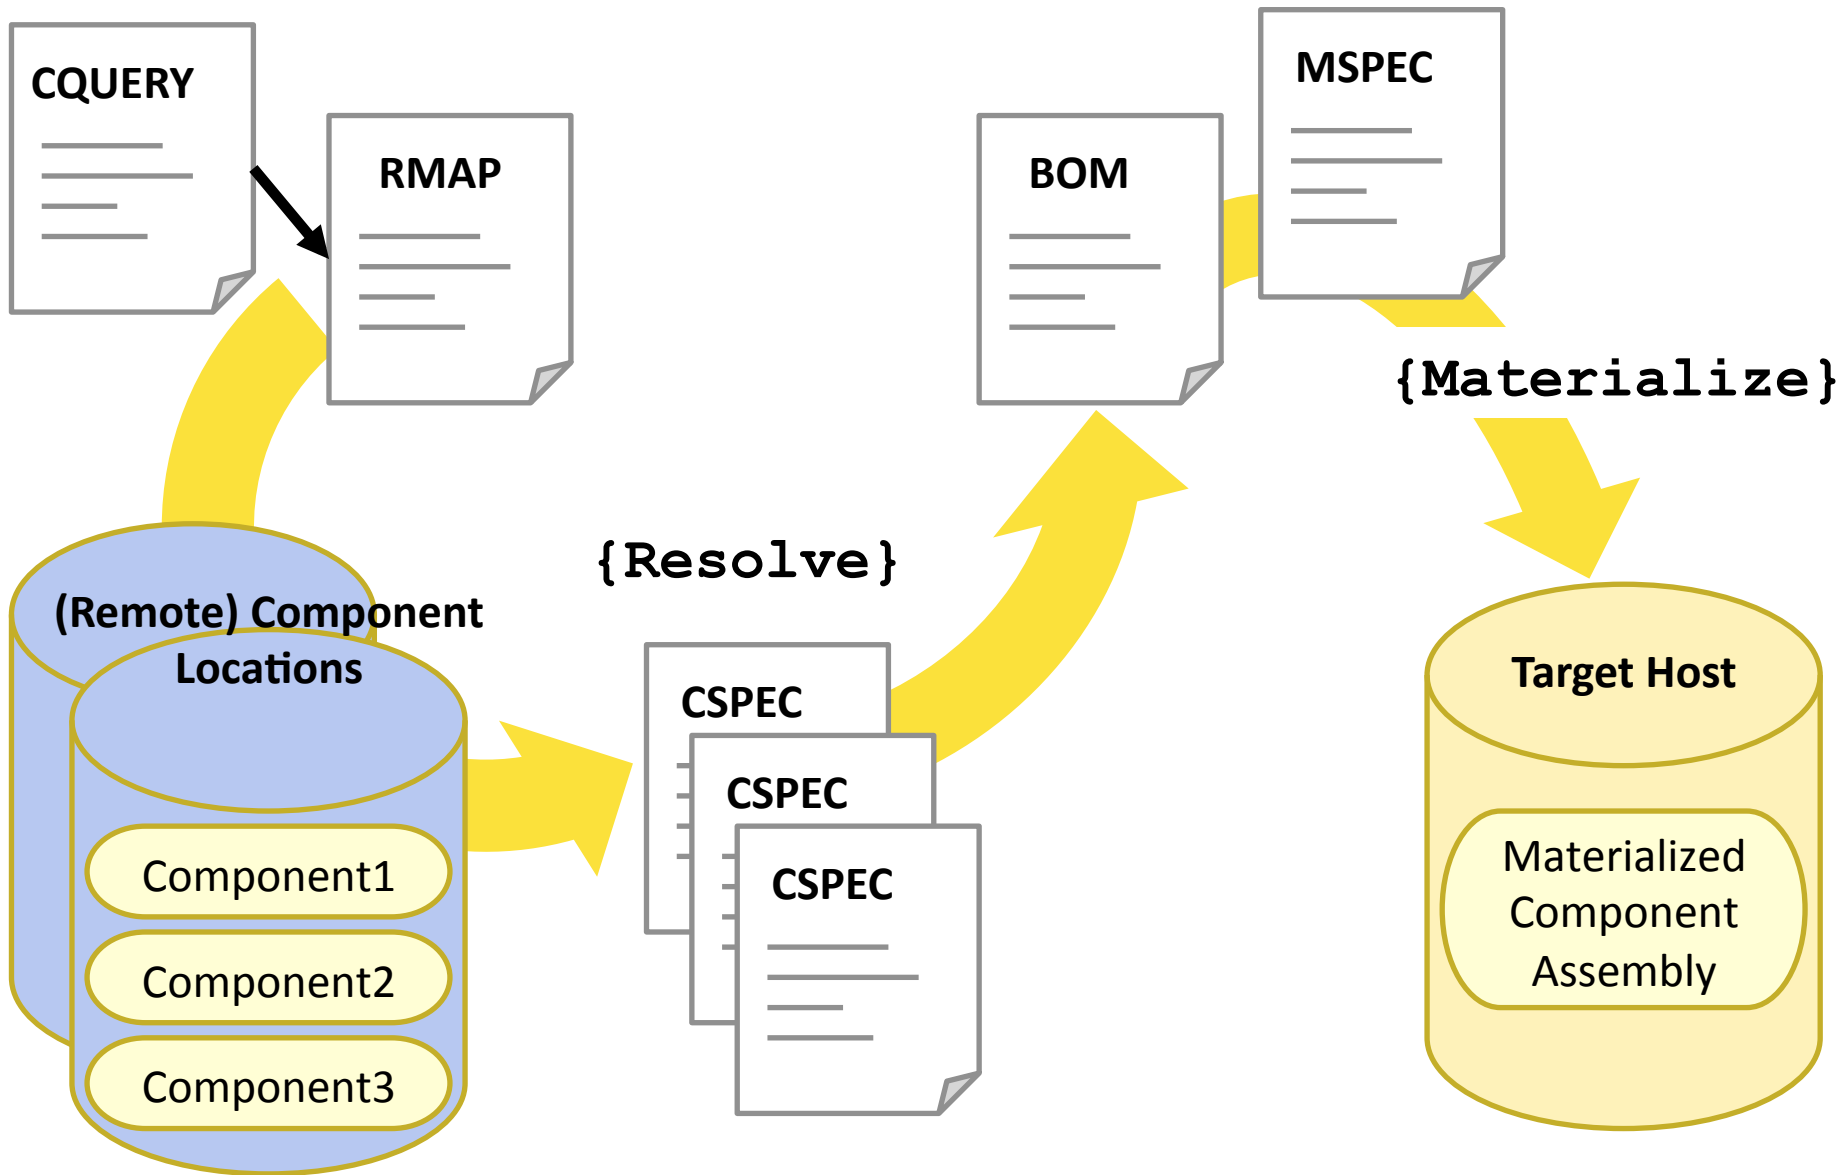 CQUERY
RMAP
BOM
MSPEC
{Materialize}
{Resolve}
(Remote) Component
Locations
Component1
Component2
Component3
CSPEC
CSPEC
CSPEC
Target Host
Materialized
Component
Assembly